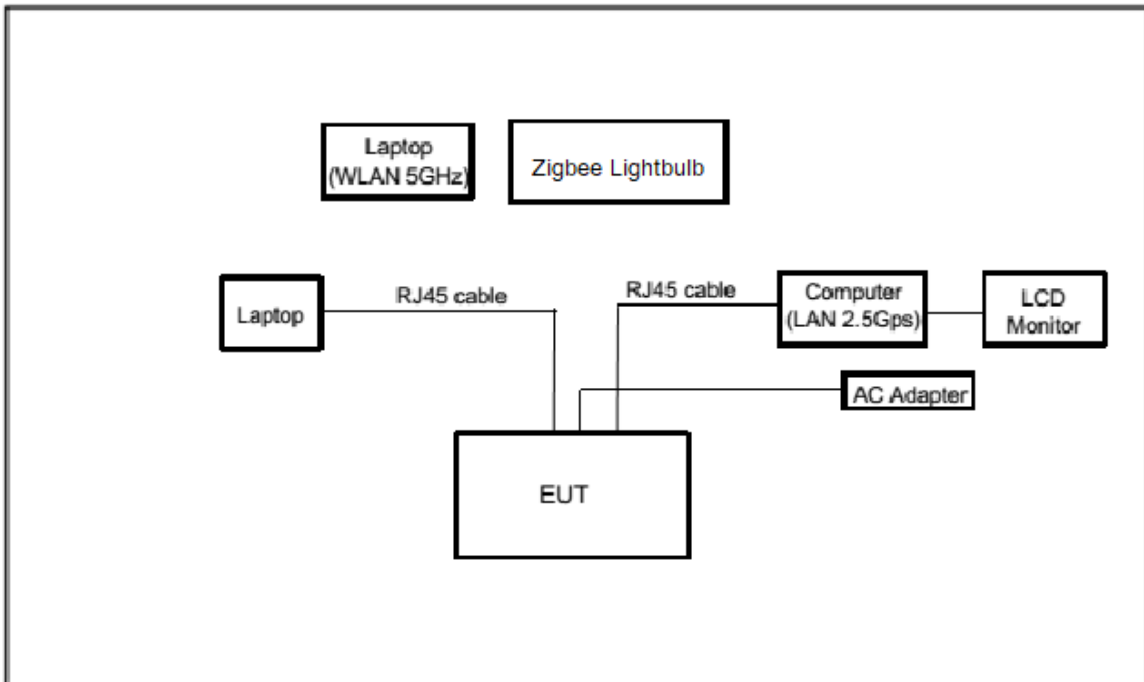 Laptop
(WLAN 5GHz)
Zigbee Lightbulb
Laptop
RJ45 cable
RJ45 cable
Computer
(LAN 2.5Gps)
LCD
Monitor
AC Adapter
EUT